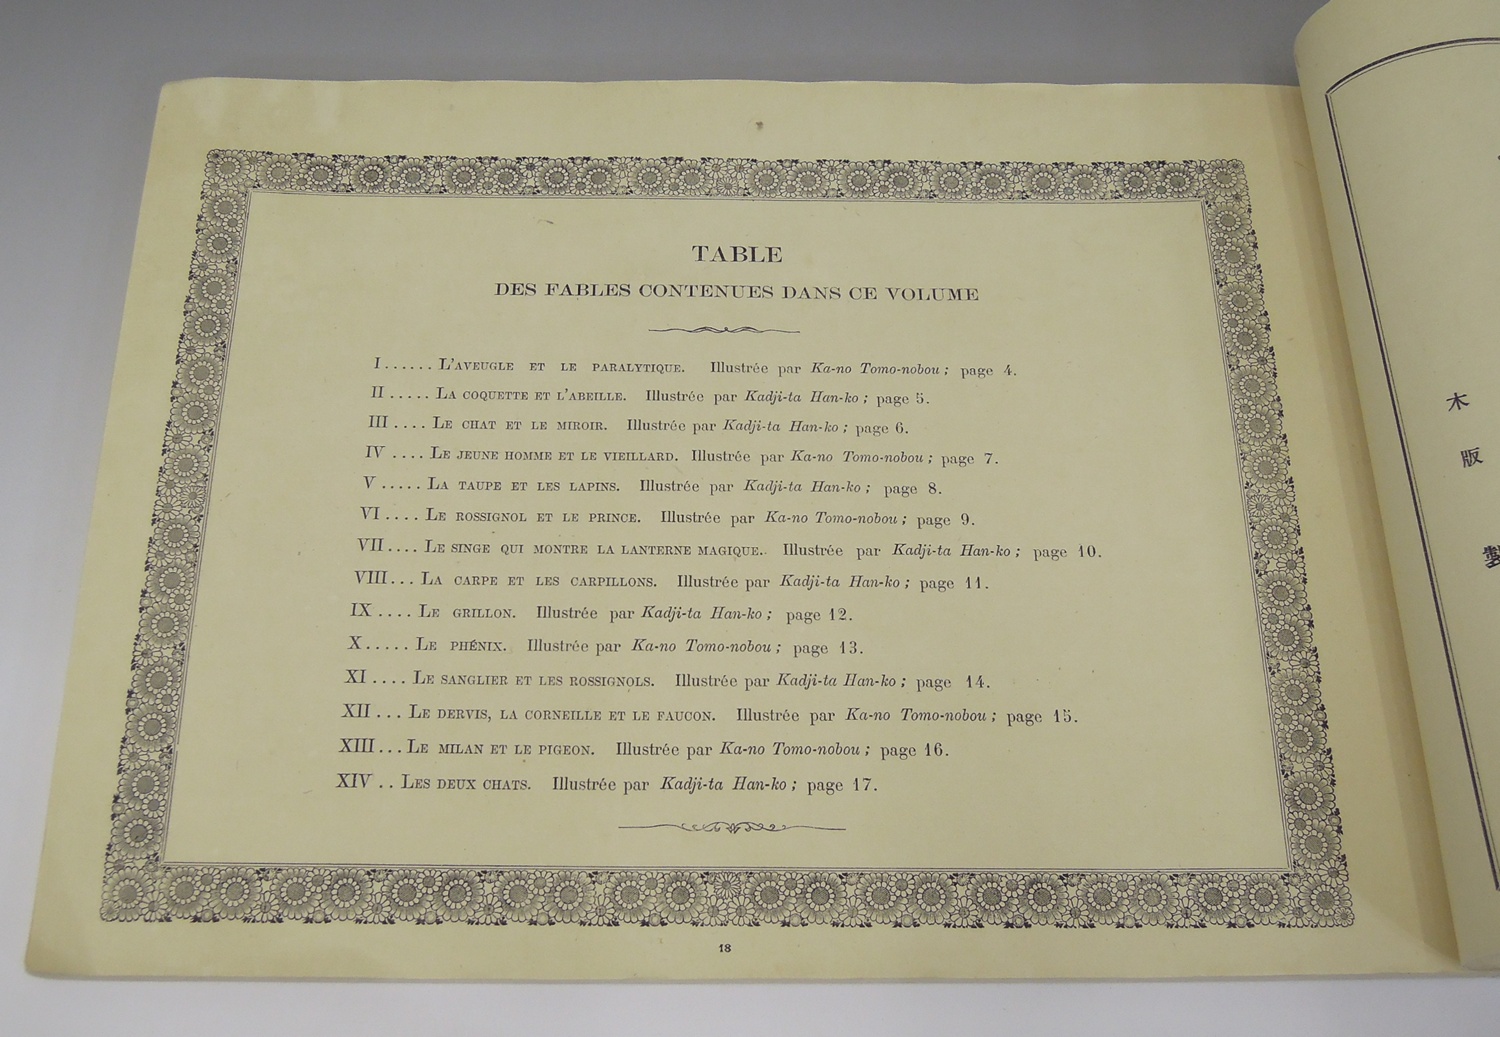 TABLE
DES FABLES CONTENUES DANS CE VOLUME
I...... L'AVEUGLE ET LE PARALYTIQUE. Illustrée par Ka-no Tomo-nobou; page 4.
II..... LA COQUETTE ET L'ABEILLE. Illustrée par Kadji-ta Han-ko; page 5.
III.... LE CHAT ET LE MIROIR. Illustrée par Kadji-ta Han-ko; page 6.
IV.... LE JEUNE HOMME ET LE VIEILLARD. Illustrée par Ka-no Tomo-nobou; page 7.
V..... LA TAUPE ET LES LAPINS. Illustrée par Kadji-ta Han-ko; page 8.
VI.... LE ROSSIGNOL ET LE PRINCE. Illustrée par Ka-no Tomo-nobou; page 9.
VII.... LE SINGE QUI MONTRE LA LANTERNE MAGIQUE.. Illustrée par Kadji-ta Han-ko; page 10.
VIII... LA CARPE ET LES CARPILLONS. Illustrée par Kadji-ta Han-ko; page 11.
IX.... LE GRILLON. Illustrée par Kadji-ta Han-ko; page 12.
X..... LE PHÉNIX. Illustrée par Ka-no Tomo-nobou; page 13.
XI.... LE SANGLIER ET LES ROSSIGNOLS. Illustrée par Kadji-ta Han-ko; page 14.
XII... LE DERVIS, LA CORNEILLE ET LE FAUCON. Illustrée par Ka-no Tomo-nobou; page 15.
XIII... LE MILAN ET LE PIGEON. Illustrée par Ka-no Tomo-nobou; page 16.
XIV.. LES DEUX CHATS. Illustrée par Kadji-ta Han-ko; page 17.
18
木版製